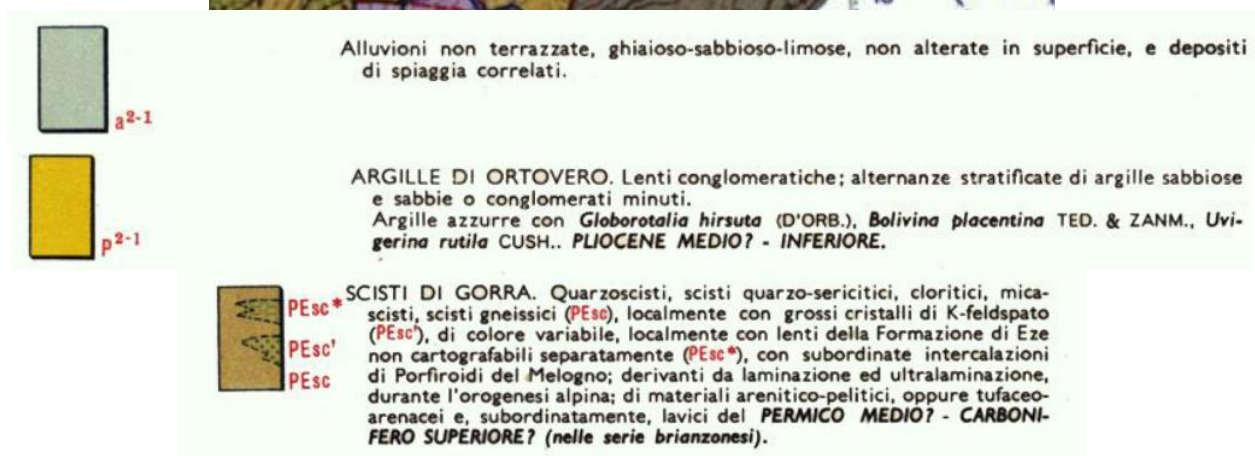 Alluvioni non terrazzate, ghiaioso-sabbioso-limose, non alterate in superficie, e depositi
di spiaggia correlati.
a2-1
ARGILLE DI ORTOVERO. Lenti conglomeratiche; alternanze stratificate di argille sabbiose
e sabbie o conglomerati minuti.
Argille azzurre con Globorotalia hirsuta (D'ORB.), Bolivina placentina TED. & ZANM., Uvi-
gerina rutila CUSH.. PLIOCENE MEDIO? - INFERIORE.
p2-1
SCISTI DI GORRA. Quarzoscisti, scisti quarzo-sericitici, cloritici, mica-
PEsc* scisti, scisti gneissici (PEsc), localmente con grossi cristalli di K-feldspato
(PEsc'), di colore variabile, localmente con lenti della Formazione di Eze
PEsc' non cartografabili separatamente (PEsc*), con subordinate intercalazioni
PEsc di Porfiroidi del Melogno; derivanti da laminazione ed ultralaminazione,
durante l'orogenesi alpina; di materiali arenitico-pelitici, oppure tufaceo-
arenacei e, subordinatamente, lavici del PERMICO MEDIO? - CARBONI-
FERO SUPERIORE? (nelle serie brianzonesi).